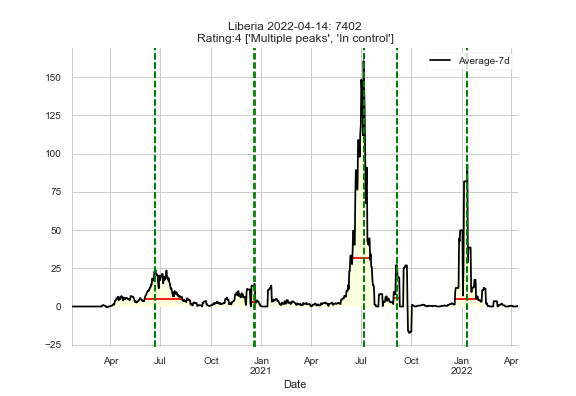 Liberia 2022-04-14: 7402
Rating:4 ['Multiple peaks', 'In control']
Average-7d
150
125
100
75
50
25
0
−25
Apr
Jul
Oct
Jan
2021
Apr
Jul
Oct
Jan
2022
Apr
Date